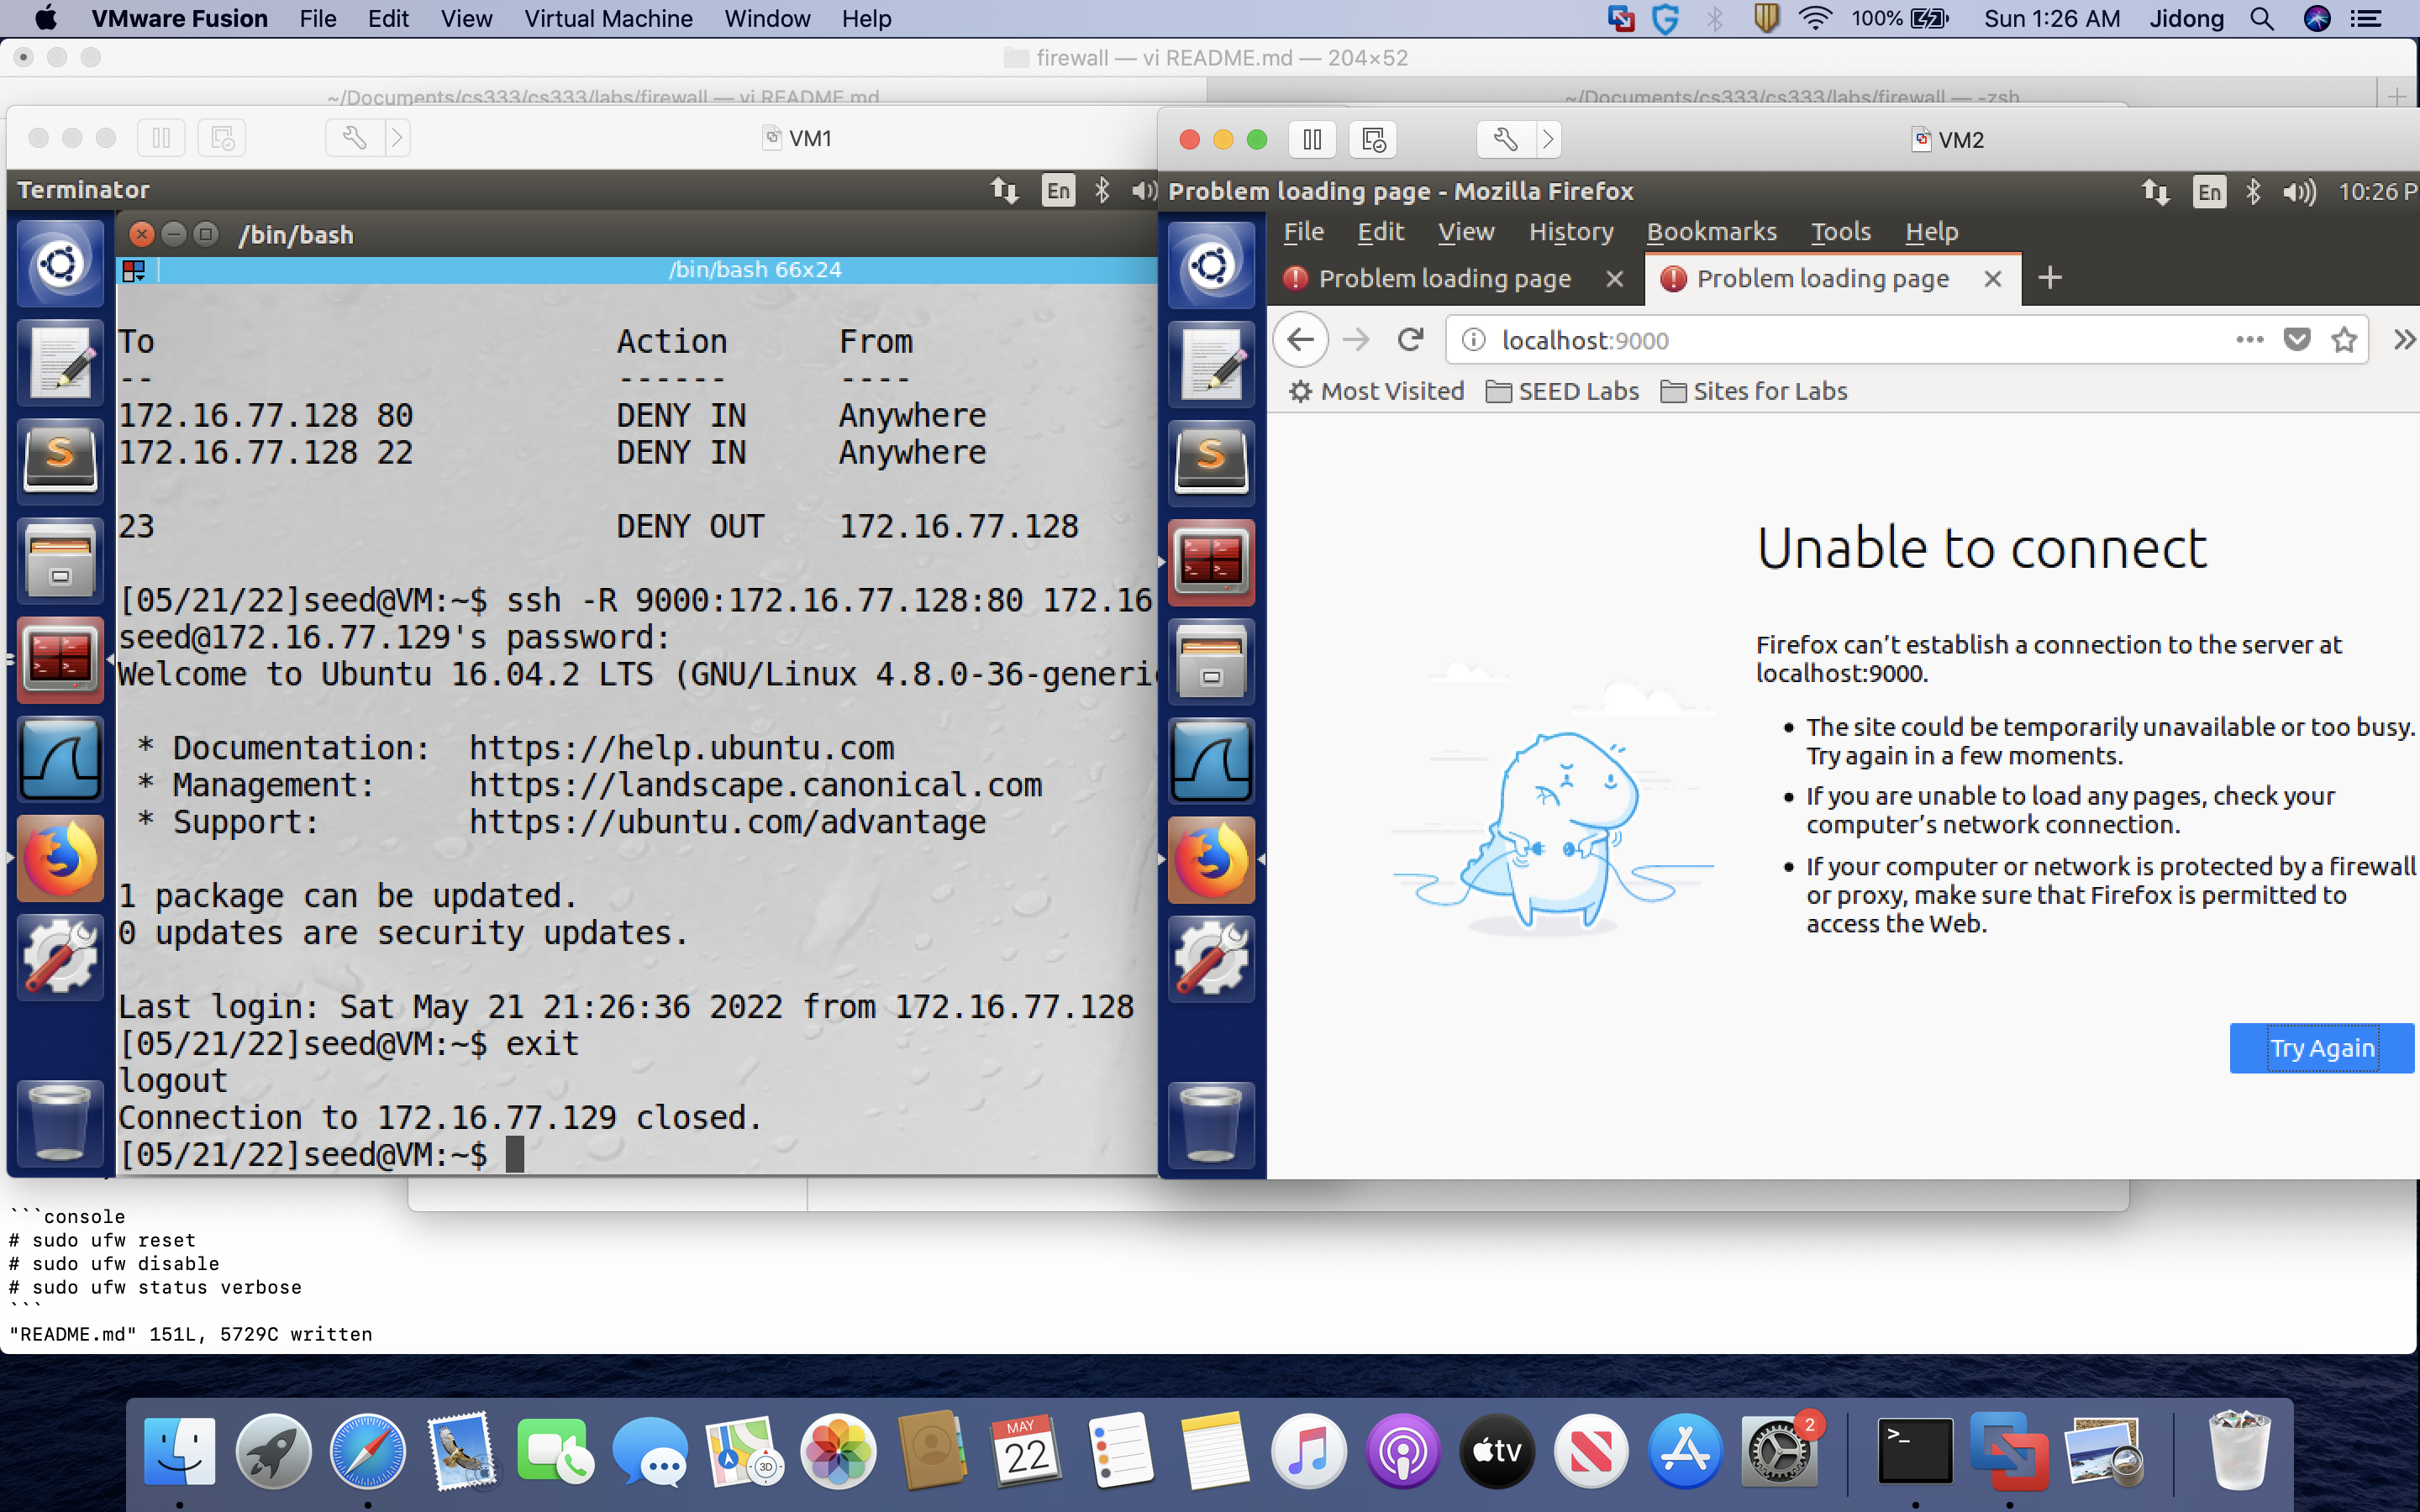 VMware Fusion File Edit View Virtual Machine Window Help 100% Sun 1:26 AM Jidong
firewall — vi README.md — 204×52
~/Documents/cs333/cs333/labs/firewall — vi README.md
~/Documents/cs333/cs333/labs/firewall — -zsh
VM1
Terminator
En
/bin/bash
/bin/bash 66x24
To Action From
-- ------ ----
172.16.77.128 80 DENY IN Anywhere
172.16.77.128 22 DENY IN Anywhere
23 DENY OUT 172.16.77.128
[05/21/22]seed@VM:~$ ssh -R 9000:172.16.77.128:80 172.16
seed@172.16.77.129's password:
Welcome to Ubuntu 16.04.2 LTS (GNU/Linux 4.8.0-36-generi
* Documentation: https://help.ubuntu.com
* Management: https://landscape.canonical.com
* Support: https://ubuntu.com/advantage
1 package can be updated.
0 updates are security updates.
Last login: Sat May 21 21:26:36 2022 from 172.16.77.128
[05/21/22]seed@VM:~$ exit
logout
Connection to 172.16.77.129 closed.
[05/21/22]seed@VM:~$
VM2
Problem loading page - Mozilla Firefox
En
10:26 P
File Edit View History Bookmarks Tools Help
Problem loading page
Problem loading page
localhost:9000
Most Visited SEED Labs Sites for Labs
Unable to connect
Firefox can’t establish a connection to the server at
localhost:9000.
• The site could be temporarily unavailable or too busy.
Try again in a few moments.
• If you are unable to load any pages, check your
computer’s network connection.
• If your computer or network is protected by a firewall
or proxy, make sure that Firefox is permitted to
access the Web.
Try Again
```console
# sudo ufw reset
# sudo ufw disable
# sudo ufw status verbose
```
"README.md" 151L, 5729C written
3D
MAY
22
tv
2
>_